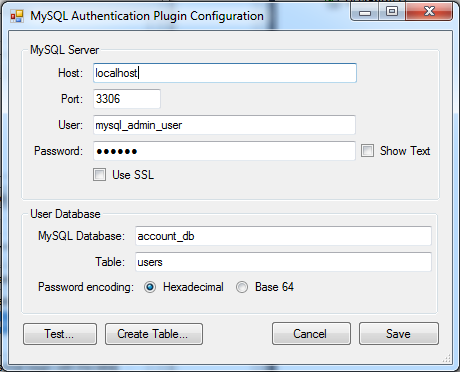 MySQL Authentication Plugin Configuration
MySQL Server
Host: localhost
Port: 3306
User: mysql_admin_user
Password: ●●●●●● Show Text
Use SSL
User Database
MySQL Database: account_db
Table: users
Password encoding: Hexadecimal Base 64
Test... Create Table... Cancel Save